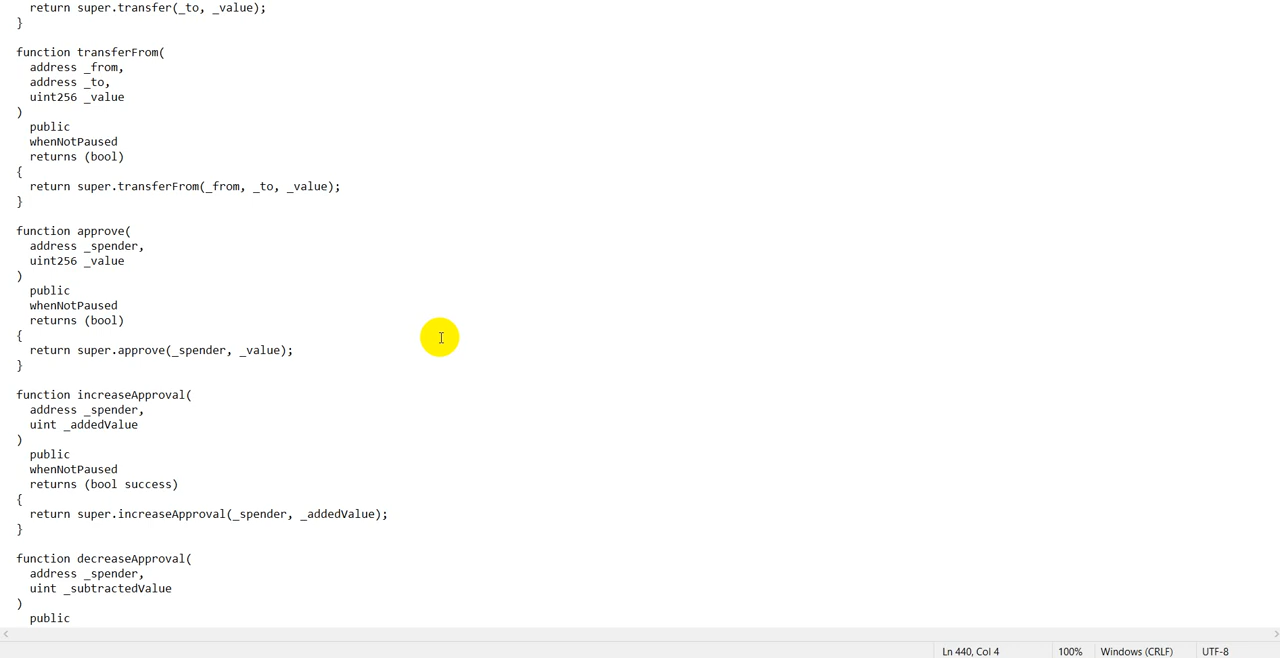 return super.transfer(_to, _value);
}
function transferFrom(
address _from,
address _to,
uint256 _value
)
public
whenNotPaused
returns (bool)
{
return super.transferFrom(_from, _to, _value);
}
function approve(
address _spender,
uint256 _value
)
public
whenNotPaused
returns (bool)
{
return super.approve(_spender, _value);
}
function increaseApproval(
address _spender,
uint _addedValue
)
public
whenNotPaused
returns (bool success)
{
return super.increaseApproval(_spender, _addedValue);
}
function decreaseApproval(
address _spender,
uint _subtractedValue
)
public
Ln 440, Col 4 100% Windows (CRLF) UTF-8